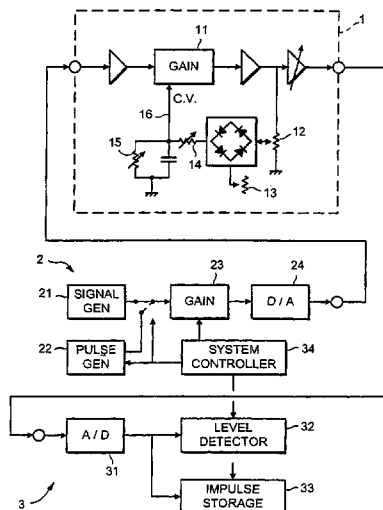 1
11
GAIN
C.V.
16
15
14
12
13
2
23
24
21
SIGNAL GEN
GAIN
D / A
22
PULSE GEN
SYSTEM CONTROLLER
34
A / D
31
LEVEL DETECTOR
32
3
IMPULSE STORAGE
33